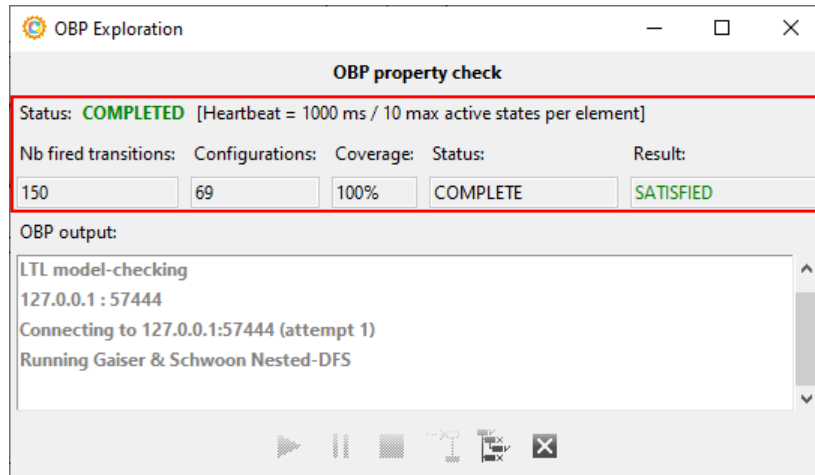 OBP Exploration
OBP property check
Status: COMPLETED [Heartbeat = 1000 ms / 10 max active states per element]
Nb fired transitions: Configurations: Coverage: Status: Result:
150 69 100% COMPLETE SATISFIED
OBP output:
LTL model-checking
127.0.0.1 : 57444
Connecting to 127.0.0.1:57444 (attempt 1)
Running Gaiser & Schwoon Nested-DFS